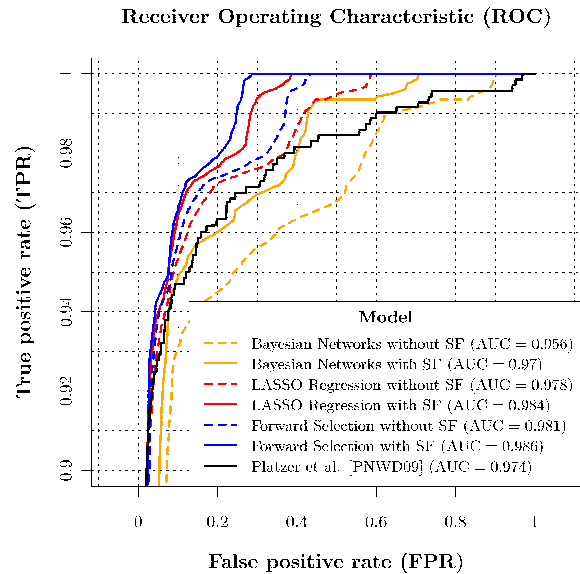 Receiver Operating Characteristic (ROC)
True positive rate (TPR)
1
0.98
0.96
0.94
0.92
0.9
Model
Bayesian Networks without SF (AUC = 0.956)
Bayesian Networks with SF (AUC = 0.97)
LASSO Regression without SF (AUC = 0.978)
LASSO Regression with SF (AUC = 0.984)
Forward Selection without SF (AUC = 0.981)
Forward Selection with SF (AUC = 0.986)
Platzer et al. [PNWD09] (AUC = 0.974)
0 0.2 0.4 0.6 0.8 1
False positive rate (FPR)